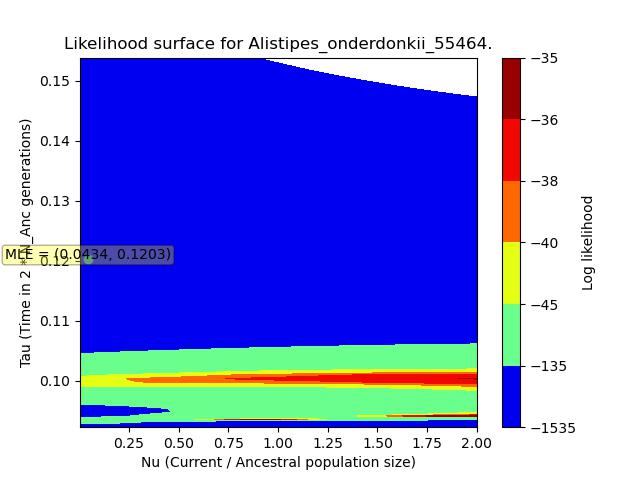 Likelihood surface for Alistipes_onderdonkii_55464.
Tau (Time in 2 * N_Anc generations)
0.15
0.14
0.13
0.12
0.11
0.10
MLE = (0.0434, 0.1203)
0.25 0.50 0.75 1.00 1.25 1.50 1.75 2.00
Nu (Current / Ancestral population size)
−35
−36
−38
−40
−45
−135
−1535
Log likelihood